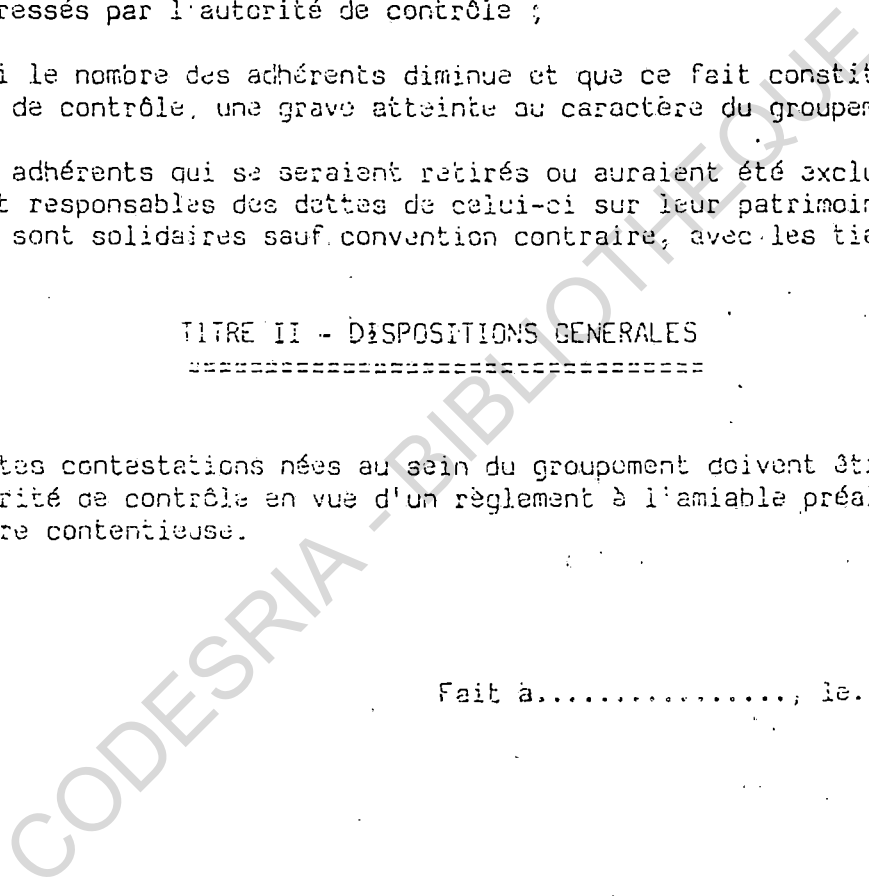 ressés par l'autorité de contrôle ;
i le nombre des adhérents diminue et que ce fait constit
de contrôle, une grave atteinte au caractère du groupem
adhérents qui se seraient retirés ou auraient été exclu
t responsables des dettes de celui-ci sur leur patrimoin
sont solidaires sauf convention contraire, avec les tie
TITRE II - DISPOSITIONS GENERALES
=================================
tes contestations nées au sein du groupement doivent êt
rité de contrôle en vue d'un règlement à l'amiable préal
re contentieuse.
Fait à................, le.
CODESRIA - BIBLIOTHEQUE